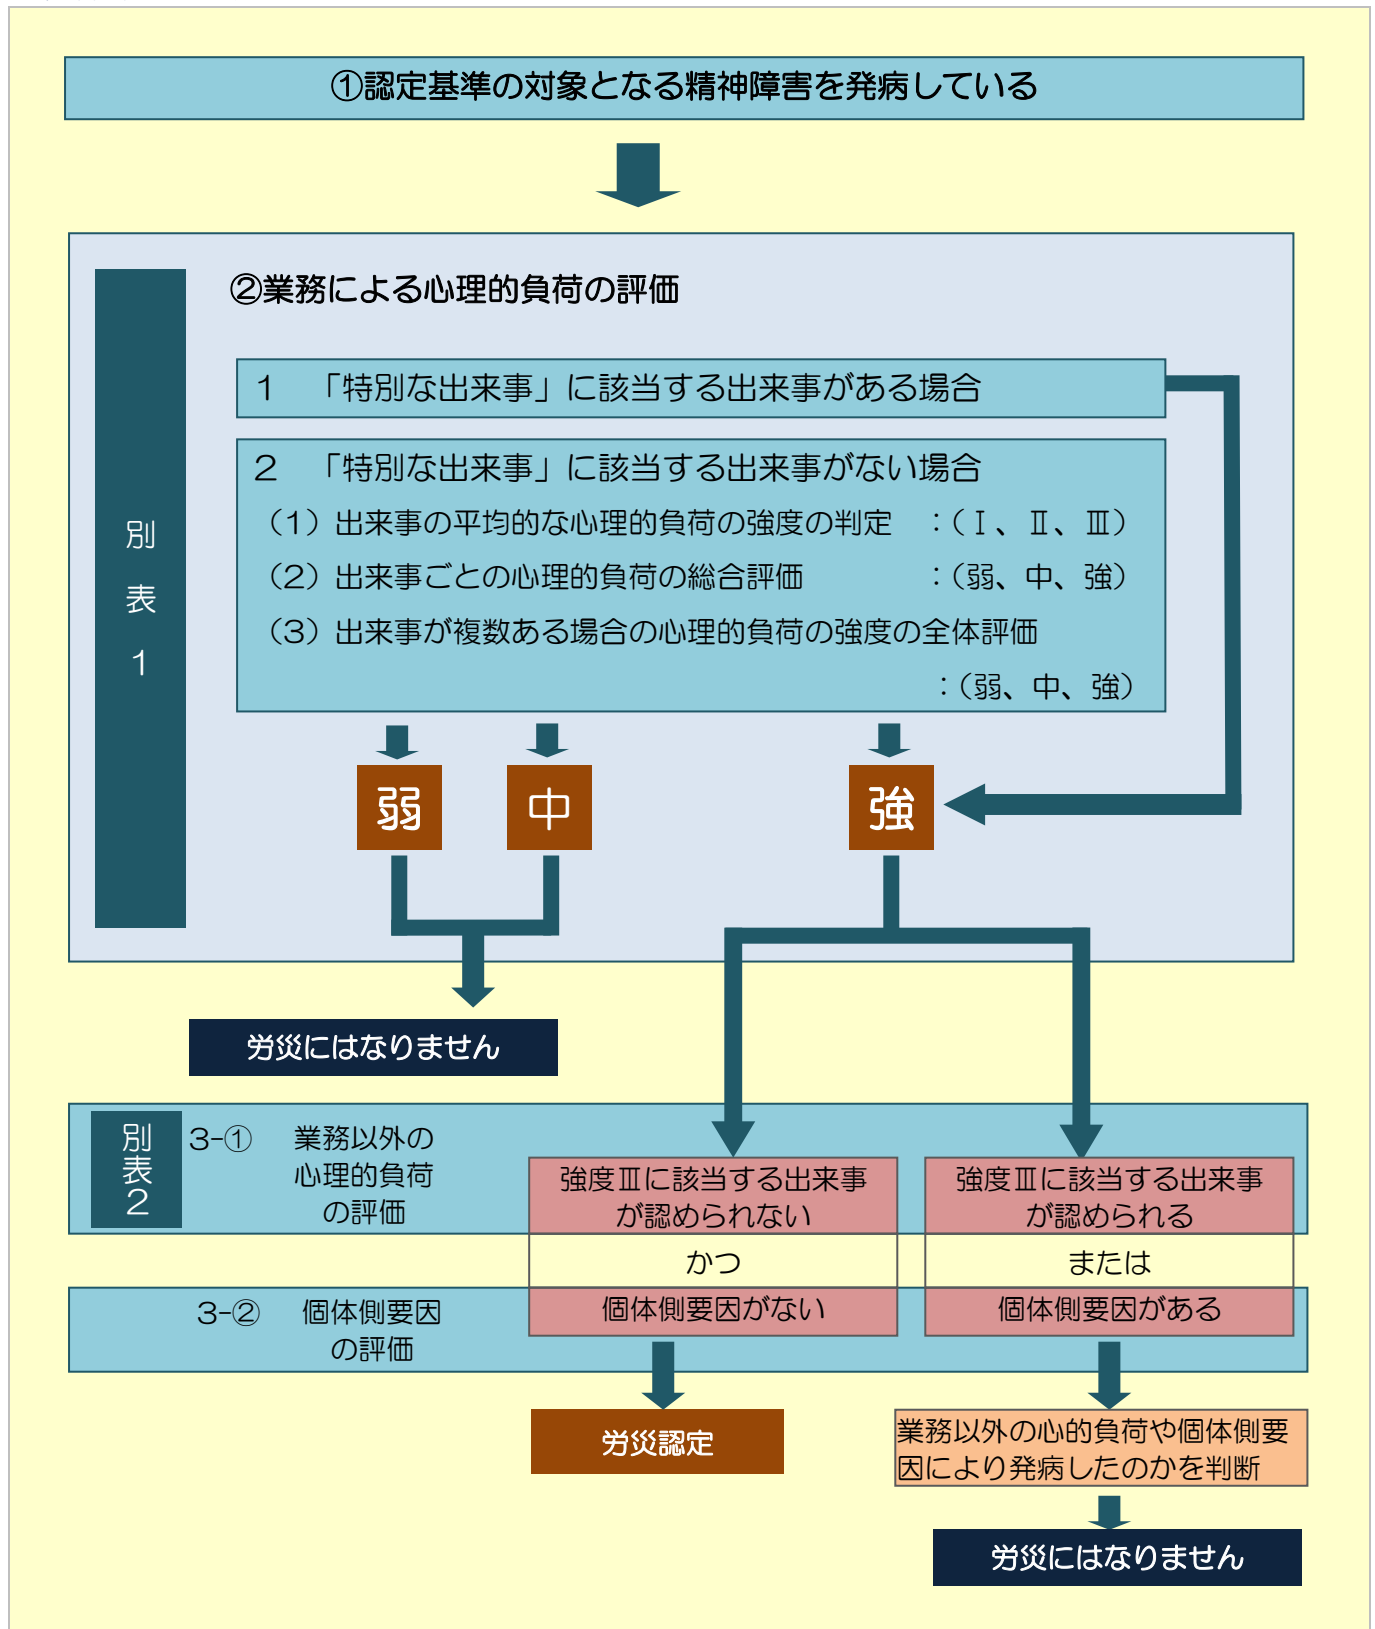 ①認定基準の対象となる精神障害を発病している
別表１
②業務による心理的負荷の評価
１　「特別な出来事」に該当する出来事がある場合
２　「特別な出来事」に該当する出来事がない場合
（１）出来事の平均的な心理的負荷の強度の判定　：（Ⅰ、Ⅱ、Ⅲ）
（２）出来事ごとの心理的負荷の総合評価　：（弱、中、強）
（３）出来事が複数ある場合の心理的負荷の強度の全体評価
：（弱、中、強）
弱
中
強
労災にはなりません
別表２
３-①　業務以外の
心理的負荷
の評価
強度Ⅲに該当する出来事
が認められない
かつ
個体側要因がない
強度Ⅲに該当する出来事
が認められる
または
個体側要因がある
３-②　個体側要因
の評価
労災認定
業務以外の心的負荷や個体側要
因により発病したのかを判断
労災にはなりません